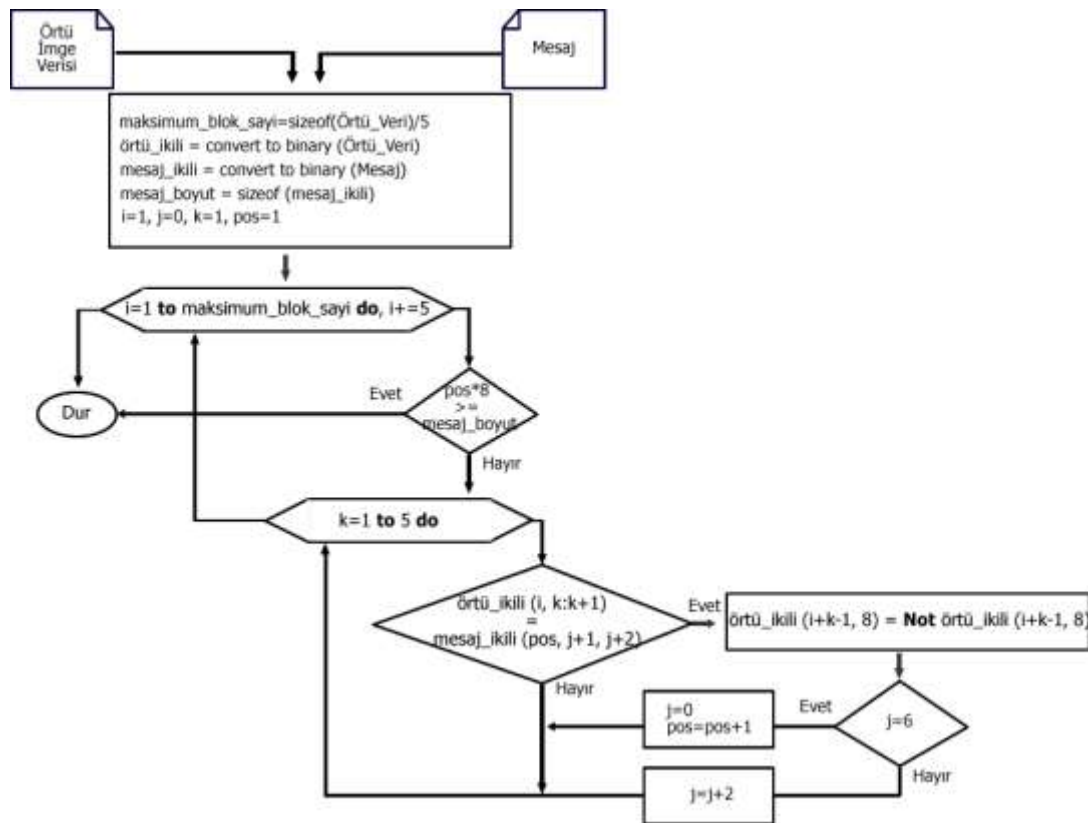 Örtü
İmge
Verisi
Mesaj
maksimum_blok_sayi=sizeof(Örtü_Veri)/5
örtü_ikili = convert to binary (Örtü_Veri)
mesaj_ikili = convert to binary (Mesaj)
mesaj_boyut = sizeof (mesaj_ikili)
i=1, j=0, k=1, pos=1
i=1 to maksimum_blok_sayi do, i+=5
Evet
pos*8
>=
mesaj_boyut
Dur
Hayır
k=1 to 5 do
örtü_ikili (i, k:k+1)
=
mesaj_ikili (pos, j+1, j+2)
Evet
örtü_ikili (i+k-1, 8) = Not örtü_ikili (i+k-1, 8)
Hayır
j=0
pos=pos+1
Evet
j=6
Hayır
j=j+2